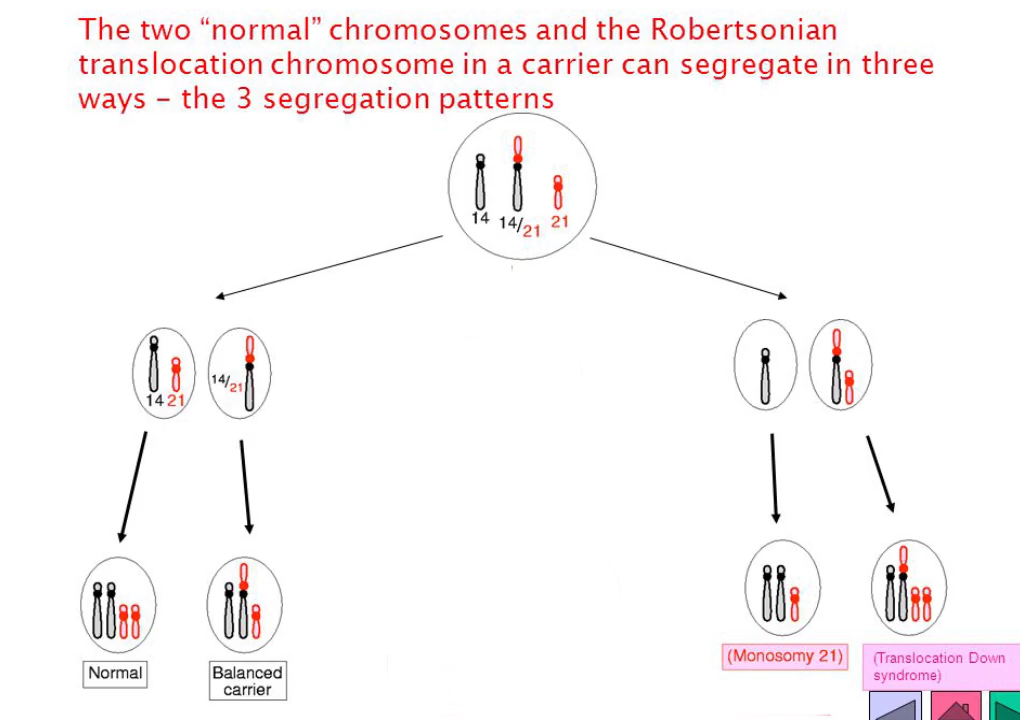 The two “normal” chromosomes and the Robertsonian
translocation chromosome in a carrier can segregate in three
ways – the 3 segregation patterns
14 14/21 21
14 21 14/21
Normal
Balanced
carrier
(Monosomy 21)
(Translocation Down
syndrome)